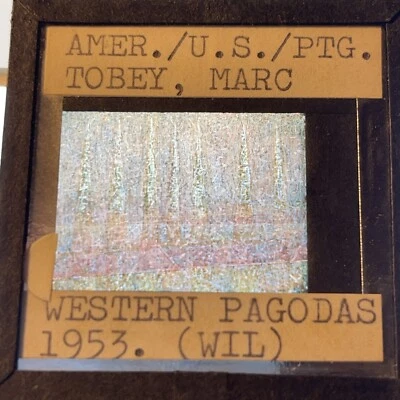 AMER./U.S./PTG.
TOBEY, MARC
WESTERN PAGODAS
1953. (WIL)